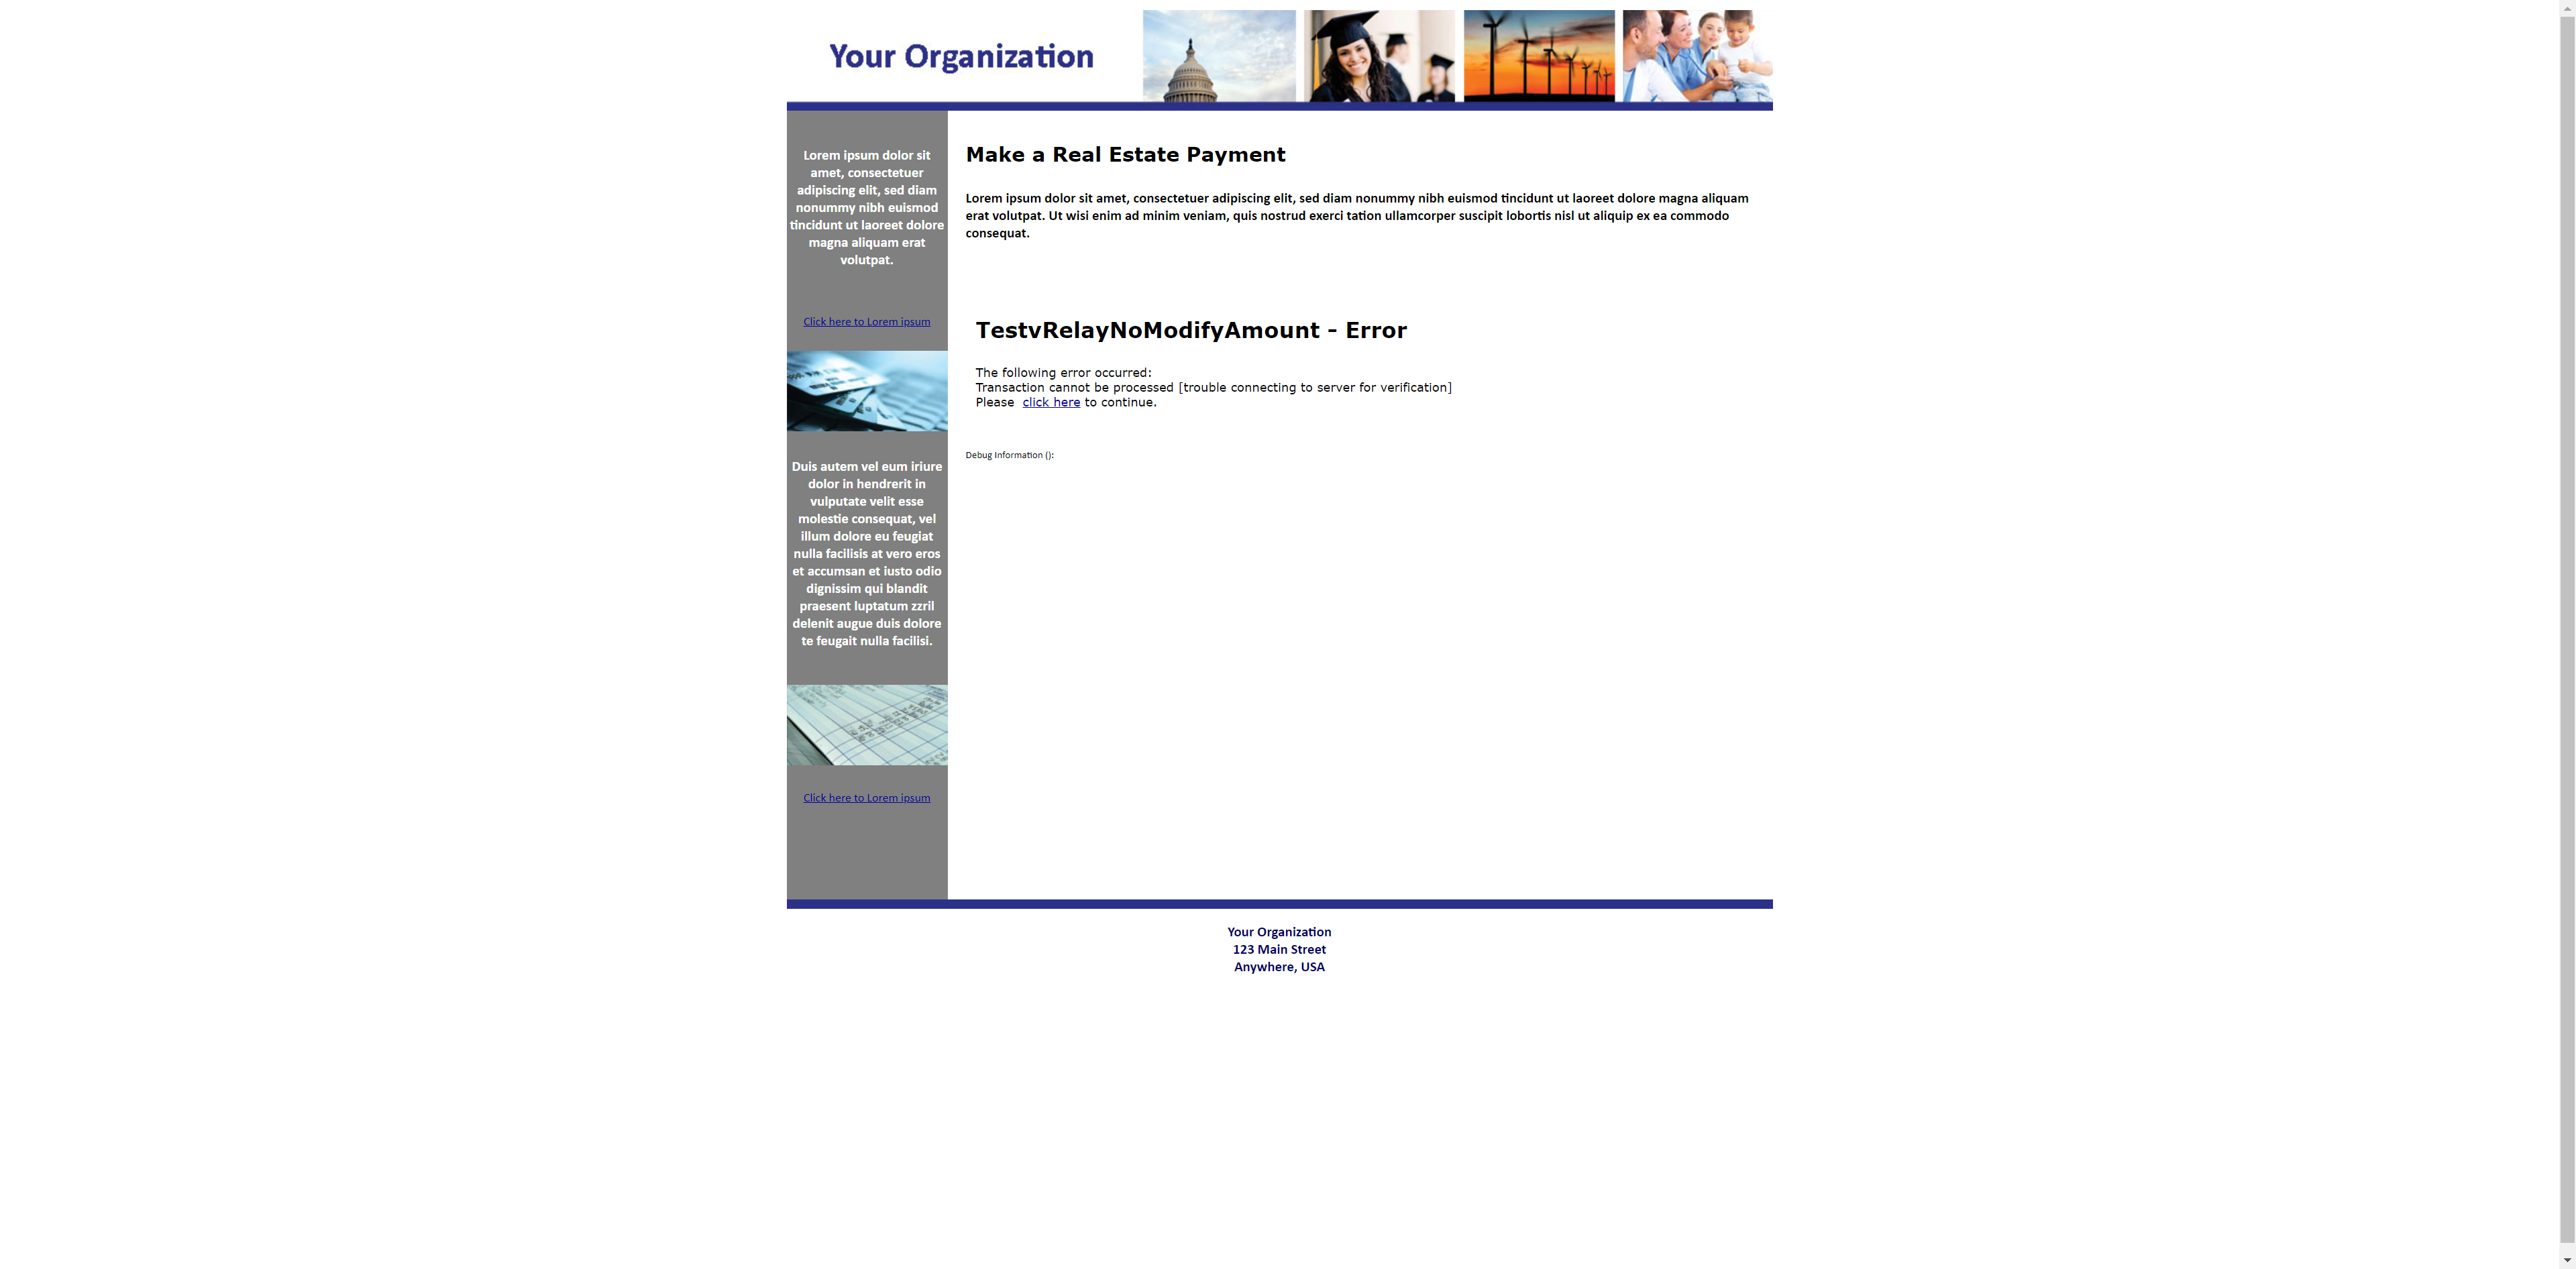 Your Organization
Lorem ipsum dolor sit
amet, consectetuer
adipiscing elit, sed diam
nonummy nibh euismod
tincidunt ut laoreet dolore
magna aliquam erat
volutpat.
Click here to Lorem ipsum
Duis autem vel eum iriure
dolor in hendrerit in
vulputate velit esse
molestie consequat, vel
illum dolore eu feugiat
nulla facilisis at vero eros
et accumsan et iusto odio
dignissim qui blandit
praesent luptatum zzril
delenit augue duis dolore
te feugait nulla facilisi.
Click here to Lorem ipsum
Make a Real Estate Payment
Lorem ipsum dolor sit amet, consectetuer adipiscing elit, sed diam nonummy nibh euismod tincidunt ut laoreet dolore magna aliquam
erat volutpat. Ut wisi enim ad minim veniam, quis nostrud exerci tation ullamcorper suscipit lobortis nisl ut aliquip ex ea commodo
consequat.
TestvRelayNoModifyAmount - Error
The following error occurred:
Transaction cannot be processed [trouble connecting to server for verification]
Please click here to continue.
Debug Information ():
Your Organization
123 Main Street
Anywhere, USA